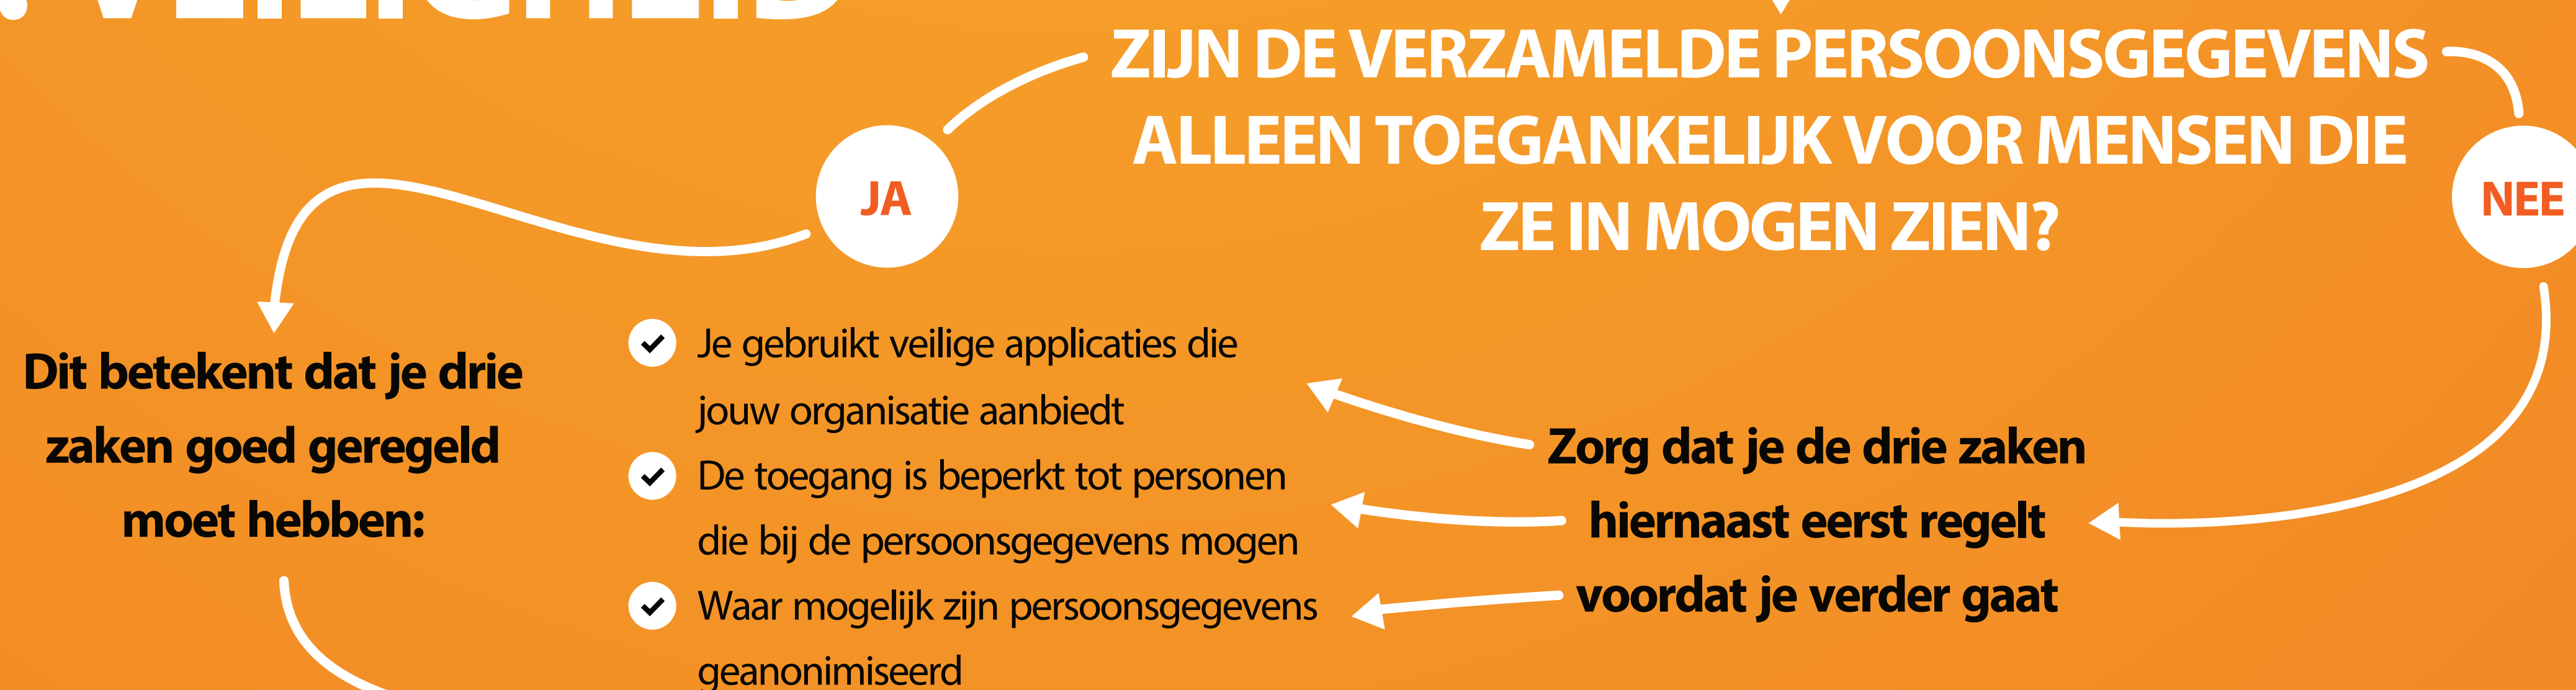 VEILIGHEID
ZIJN DE VERZAMELDE PERSOONSGEGEVENS
ALLEEN TOEGANKELIJK VOOR MENSEN DIE
ZE IN MOGEN ZIEN?
JA
NEE
Dit betekent dat je drie
zaken goed geregeld
moet hebben:
Je gebruikt veilige applicaties die
jouw organisatie aanbiedt
De toegang is beperkt tot personen
die bij de persoonsgegevens mogen
Waar mogelijk zijn persoonsgegevens
geanonimiseerd
Zorg dat je de drie zaken
hiernaast eerst regelt
voordat je verder gaat